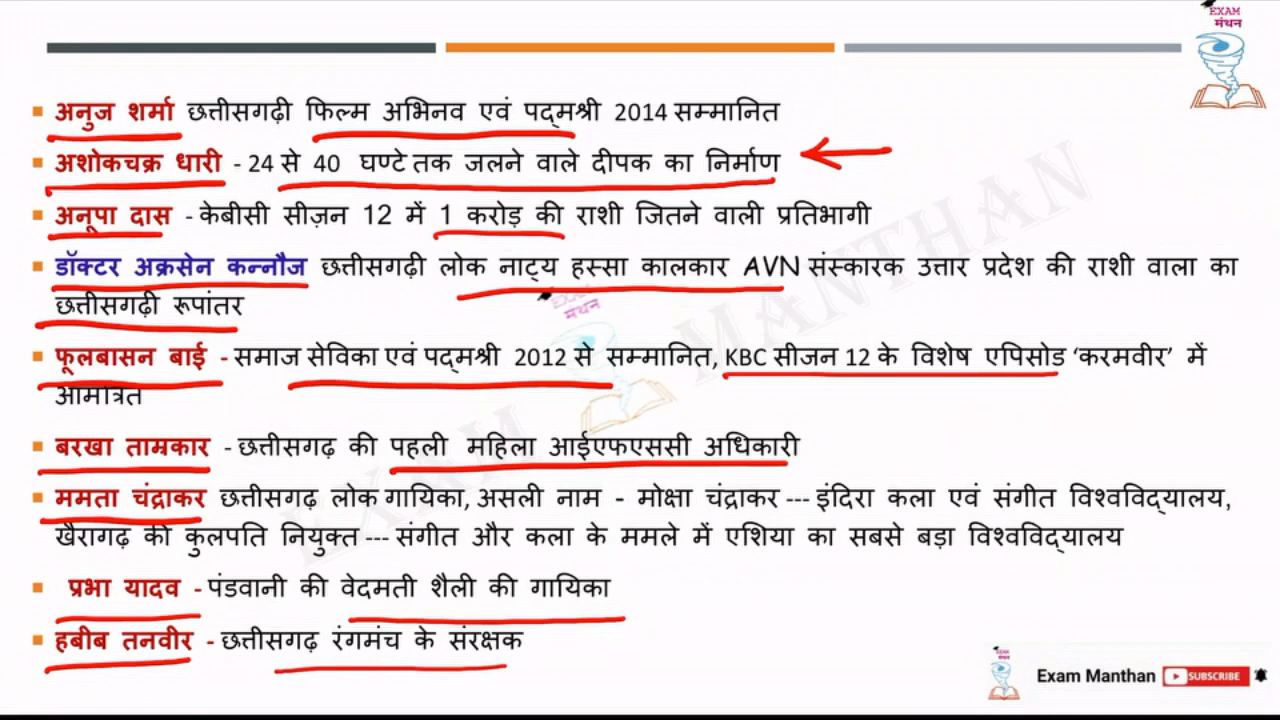 EXAM
मंथन
अनुज शर्मा छत्तीसगढ़ी फिल्म अभिनव एवं पद्मश्री 2014 सम्मानित
अशोकचक्र धारी - 24 से 40 घण्टे तक जलने वाले दीपक का निर्माण
अनूपा दास - केबीसी सीज़न 12 में 1 करोड़ की राशी जितने वाली प्रतिभागी
डॉक्टर अक्रसेन कन्नौज छत्तीसगढ़ी लोक नाट्य हस्सा कालकार AVN संस्कारक उत्तार प्रदेश की राशी वाला का
छत्तीसगढ़ी रूपांतर
फूलबासन बाई - समाज सेविका एवं पद्मश्री 2012 से सम्मानित, KBC सीजन 12 के विशेष एपिसोड ‘करमवीर’ में
आमंत्रित
बरखा ताम्रकार - छत्तीसगढ़ की पहली महिला आईएफएससी अधिकारी
ममता चंद्राकर छत्तीसगढ़ लोक गायिका, असली नाम - मोक्षा चंद्राकर --- इंदिरा कला एवं संगीत विश्वविद्यालय,
खैरागढ़ की कुलपति नियुक्त --- संगीत और कला के ममले में एशिया का सबसे बड़ा विश्वविद्यालय
प्रभा यादव - पंडवानी की वेदमती शैली की गायिका
हबीब तनवीर - छत्तीसगढ़ रंगमंच के संरक्षक
EXAM MANTHAN
EXAM
मंथन
Exam Manthan SUBSCRIBE